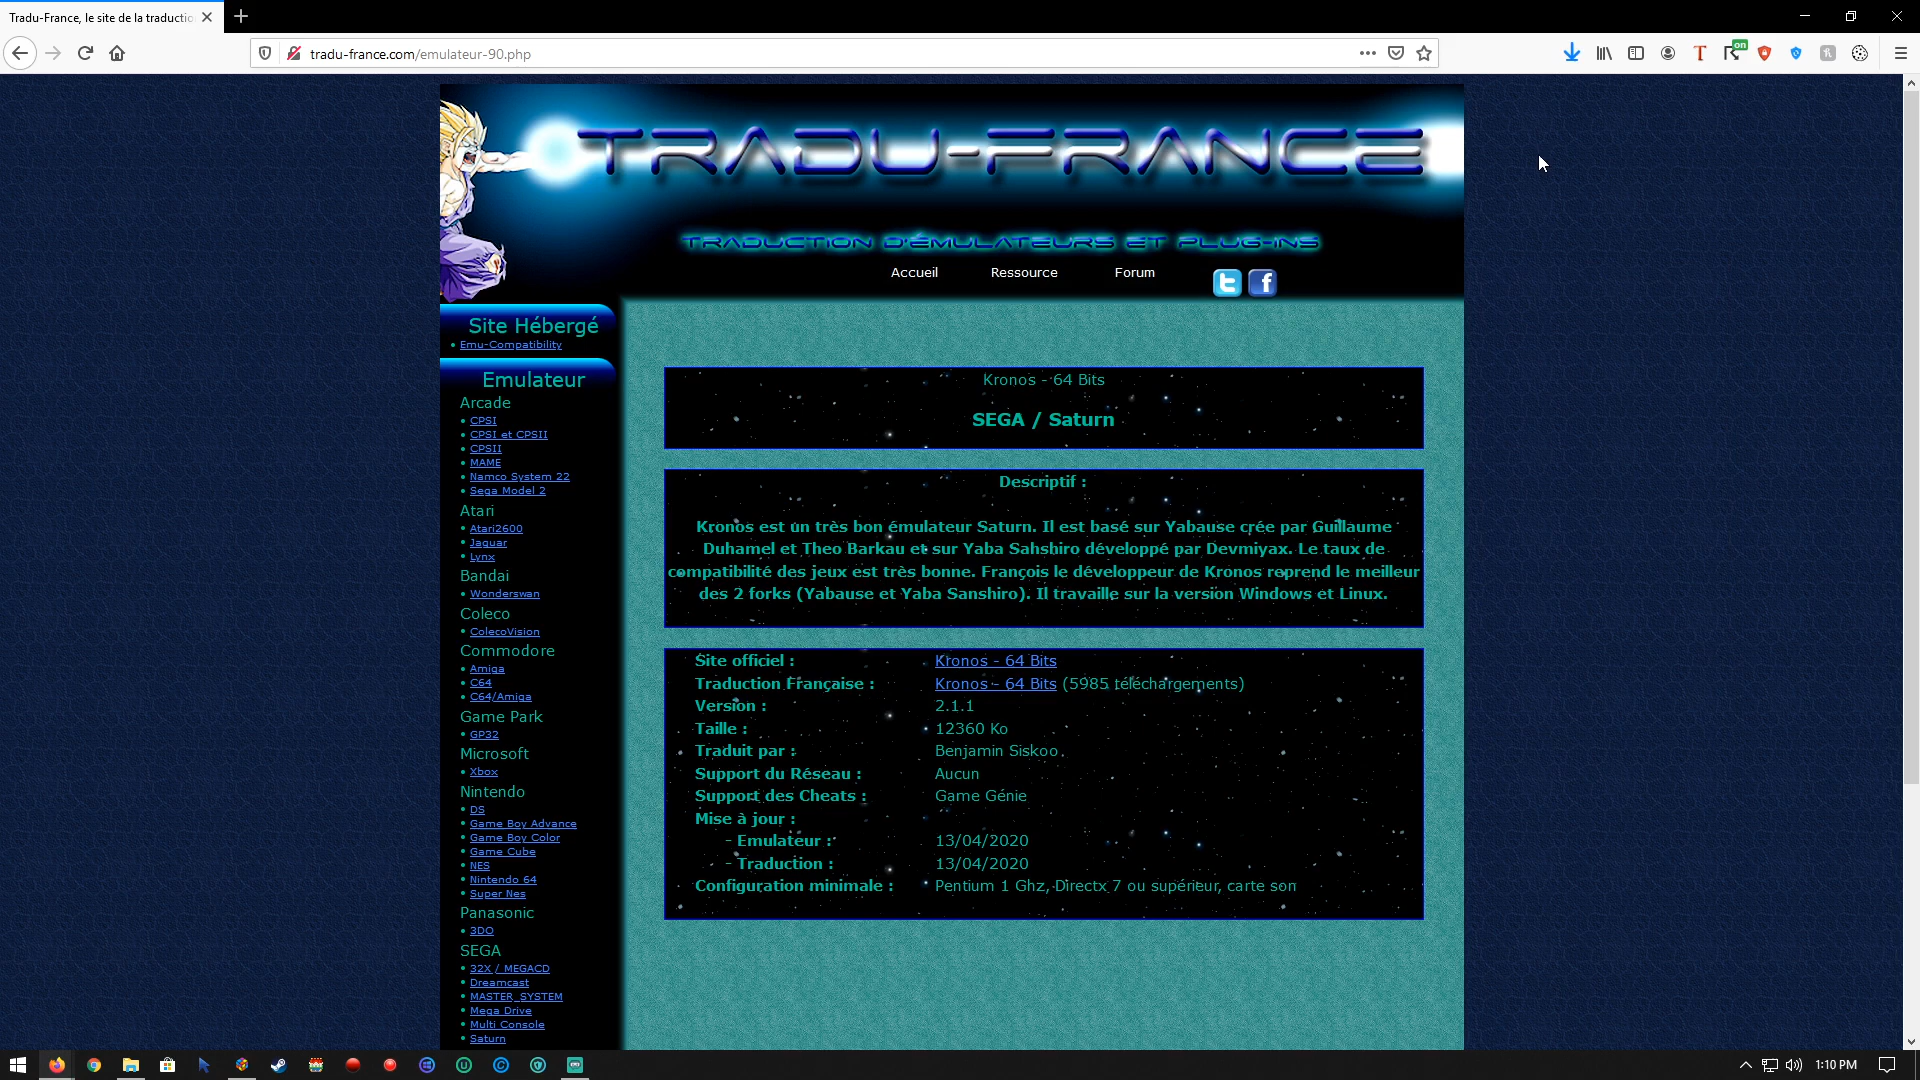 Tradu-France, le site de la traductio
tradu-france.com/emulateur-90.php
on
TRADU-FRANCE
TRADUCTION D'ÉMULATEURS ET PLUG-INS
Accueil Ressource Forum
Site Hébergé
Emu-Compatibility
Emulateur
Arcade
CPSI
CPSI et CPSII
CPSII
MAME
Namco System 22
Sega Model 2
Atari
Atari2600
Jaguar
Lynx
Bandai
Wonderswan
Coleco
ColecoVision
Commodore
Amiga
C64
C64/Amiga
Game Park
GP32
Microsoft
Xbox
Nintendo
DS
Game Boy Advance
Game Boy Color
Game Cube
NES
Nintendo 64
Super Nes
Panasonic
3DO
SEGA
32X / MEGACD
Dreamcast
MASTER_SYSTEM
Mega Drive
Multi Console
Saturn
Kronos - 64 Bits
SEGA / Saturn
Descriptif :
Kronos est un très bon émulateur Saturn. Il est basé sur Yabause crée par Guillaume
Duhamel et Theo Barkau et sur Yaba Sahshiro développé par Devmiyax. Le taux de
compatibilité des jeux est très bonne. François le développeur de Kronos reprend le meilleur
des 2 forks (Yabause et Yaba Sanshiro). Il travaille sur la version Windows et Linux.
Site officiel : Kronos - 64 Bits
Traduction Française : Kronos - 64 Bits (5985 téléchargements)
Version : 2.1.1
Taille : 12360 Ko
Traduit par : Benjamin Siskoo
Support du Réseau : Aucun
Support des Cheats : Game Génie
Mise à jour :
- Emulateur : 13/04/2020
- Traduction : 13/04/2020
Configuration minimale : Pentium 1 Ghz, Directx 7 ou supérieur, carte son
1:10 PM